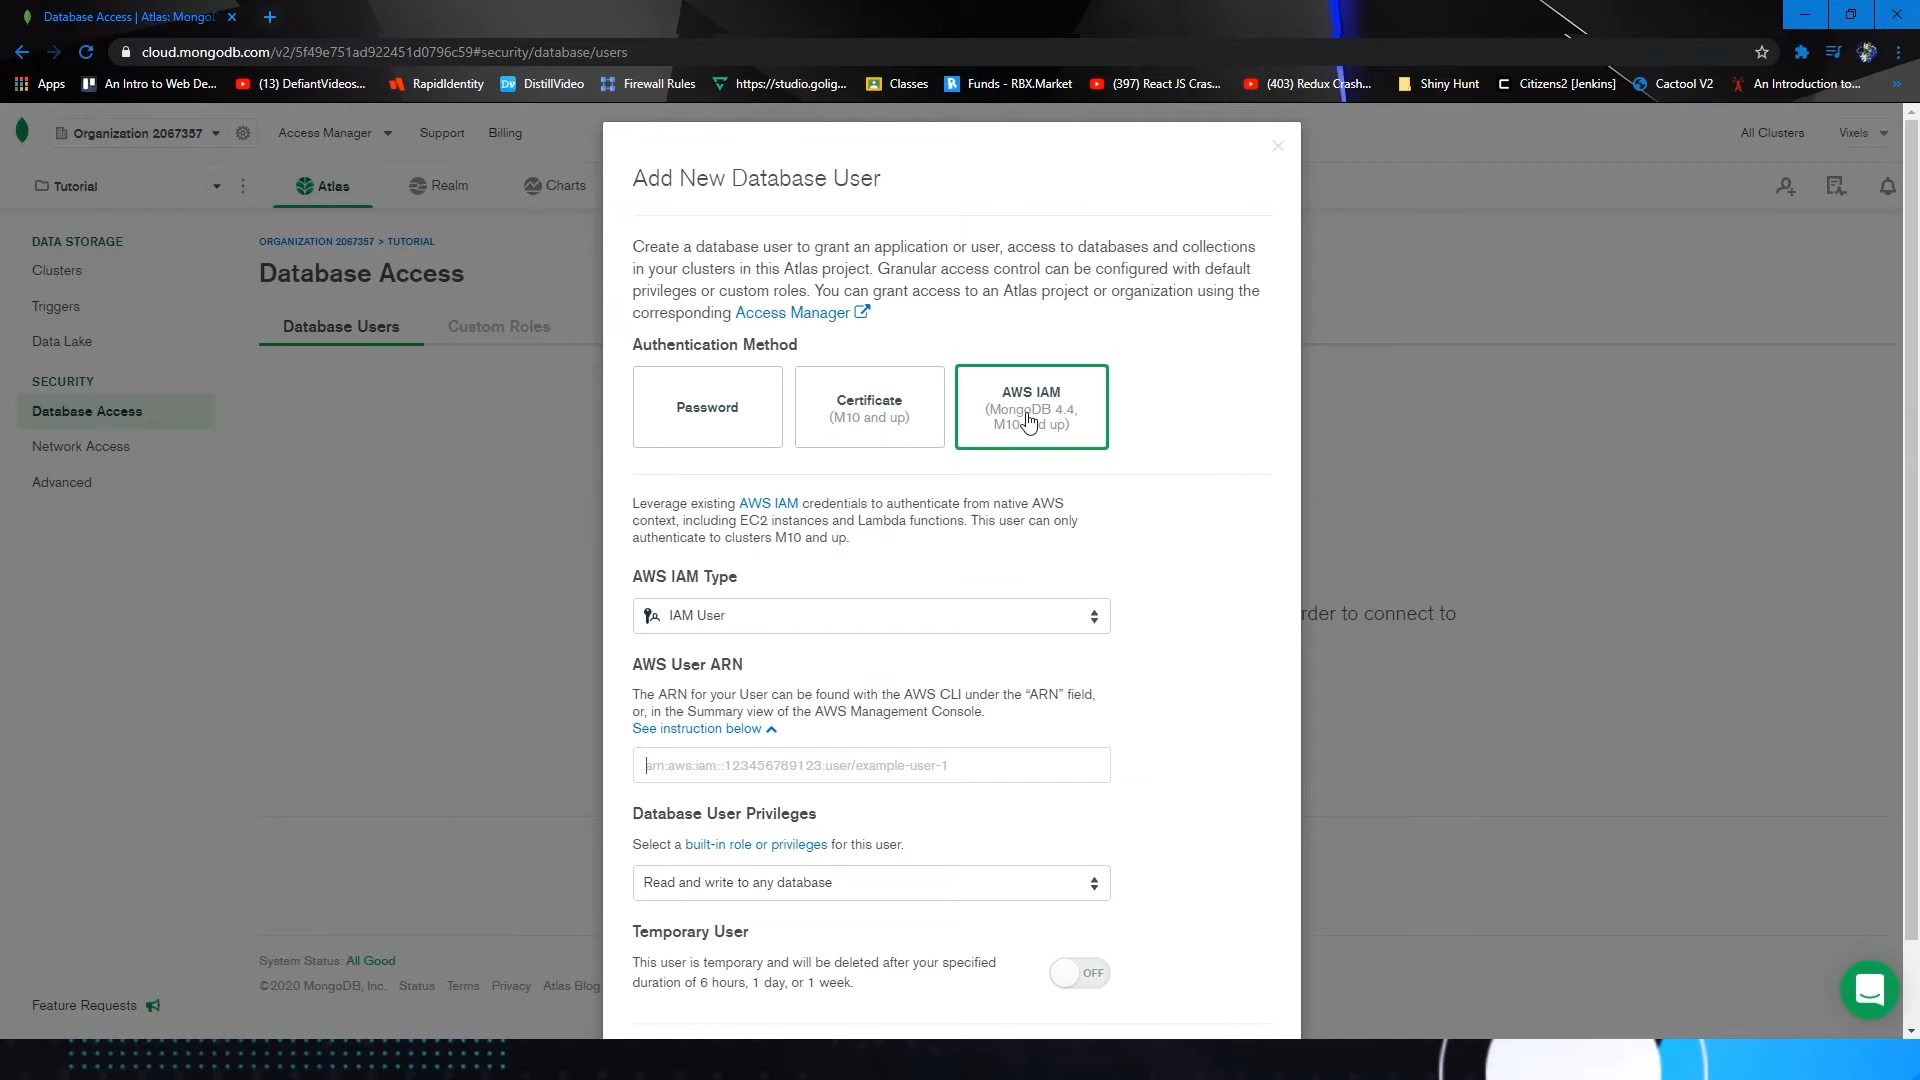 Database Access | Atlas: Mongo
cloud.mongodb.com/v2/5f49e751ad922451d0796c59#security/database/users
Apps
An Intro to Web De...
(13) DefiantVideos...
RapidIdentity
DistillVideo
Firewall Rules
https://studio.golig...
Classes
Funds - RBX.Market
(397) React JS Cras...
(403) Redux Crash...
Shiny Hunt
Citizens2 [Jenkins]
Cactool V2
An Introduction to...
Organization 2067357
Access Manager
Support
Billing
All Clusters
Vixels
Tutorial
Atlas
Realm
Charts
DATA STORAGE
Clusters
Triggers
Data Lake
SECURITY
Database Access
Network Access
Advanced
Feature Requests
ORGANIZATION 2067357 > TUTORIAL
Database Access
Database Users
Custom Roles
rder to connect to
System Status: All Good
©2020 MongoDB, Inc. Status Terms Privacy Atlas Blog
Add New Database User
Create a database user to grant an application or user, access to databases and collections
in your clusters in this Atlas project. Granular access control can be configured with default
privileges or custom roles. You can grant access to an Atlas project or organization using the
corresponding Access Manager
Authentication Method
Password
Certificate
(M10 and up)
AWS IAM
(MongoDB 4.4,
M10 and up)
Leverage existing AWS IAM credentials to authenticate from native AWS
context, including EC2 instances and Lambda functions. This user can only
authenticate to clusters M10 and up.
AWS IAM Type
IAM User
AWS User ARN
The ARN for your User can be found with the AWS CLI under the “ARN” field,
or, in the Summary view of the AWS Management Console.
See instruction below
arn:aws:iam::123456789123:user/example-user-1
Database User Privileges
Select a built-in role or privileges for this user.
Read and write to any database
Temporary User
This user is temporary and will be deleted after your specified
duration of 6 hours, 1 day, or 1 week.
OFF